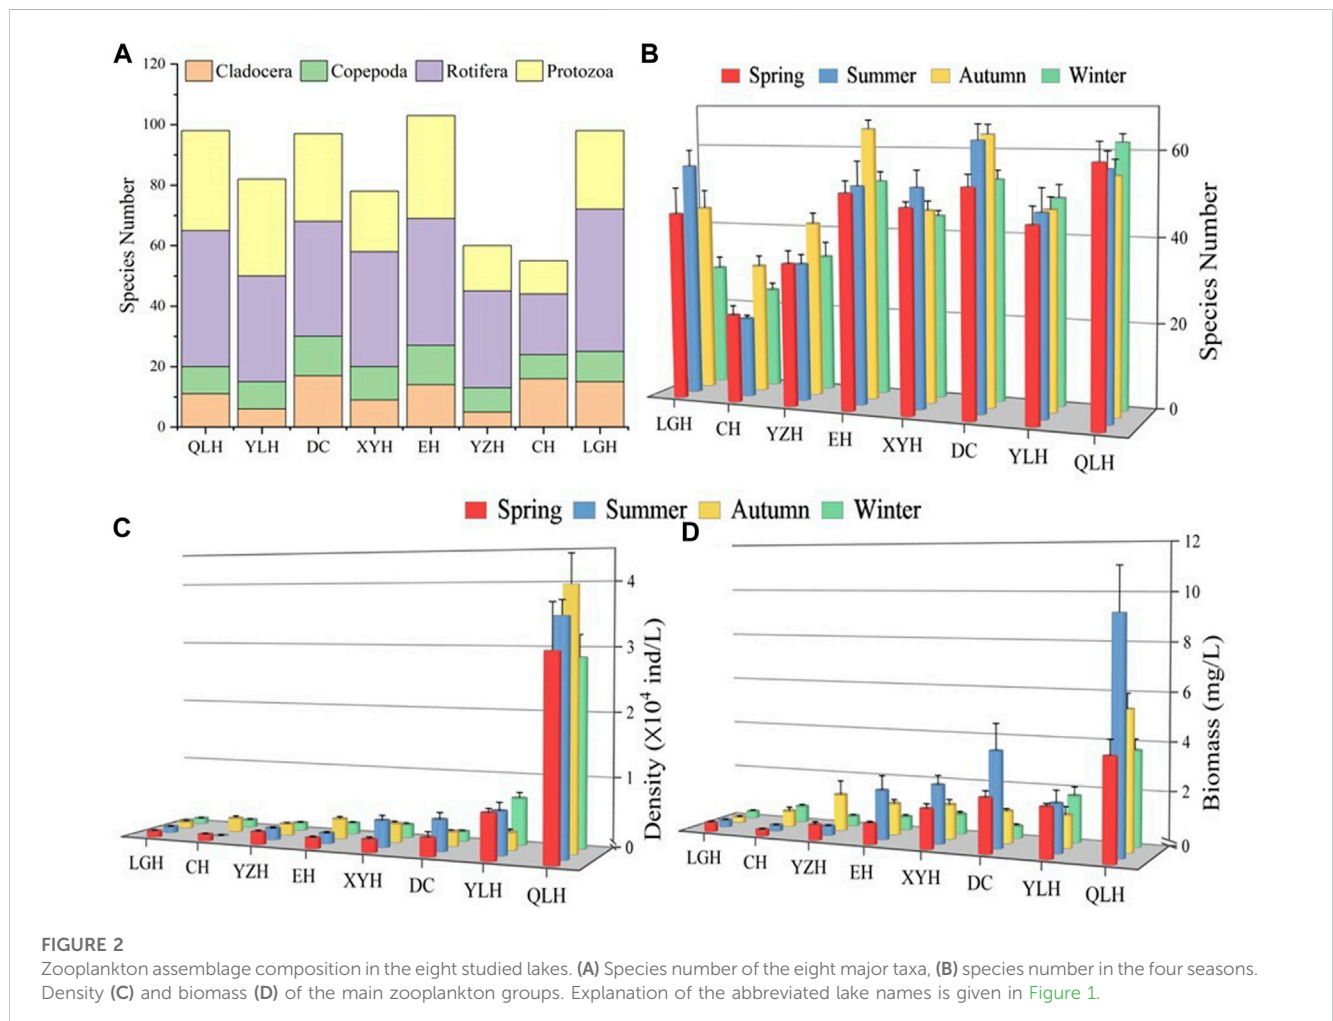 A
120
100
80
60
40
20
0
Species Number
Cladocera Copepoda Rotifera Protozoa
QLH YLH DC XYH EH YZH CH LGH
B
Spring Summer Autumn Winter
60
40
20
0
Species Number
LGH CH YZH EH XYH DC YLH QLH
Spring Summer Autumn Winter
C
4
3
2
1
0
Density (X10⁴ ind/L)
LGH CH YZH EH XYH DC YLH QLH
D
12
10
8
6
4
2
0
Biomass (mg/L)
LGH CH YZH EH XYH DC YLH QLH
FIGURE 2
Zooplankton assemblage composition in the eight studied lakes. (A) Species number of the eight major taxa, (B) species number in the four seasons.
Density (C) and biomass (D) of the main zooplankton groups. Explanation of the abbreviated lake names is given in Figure 1.